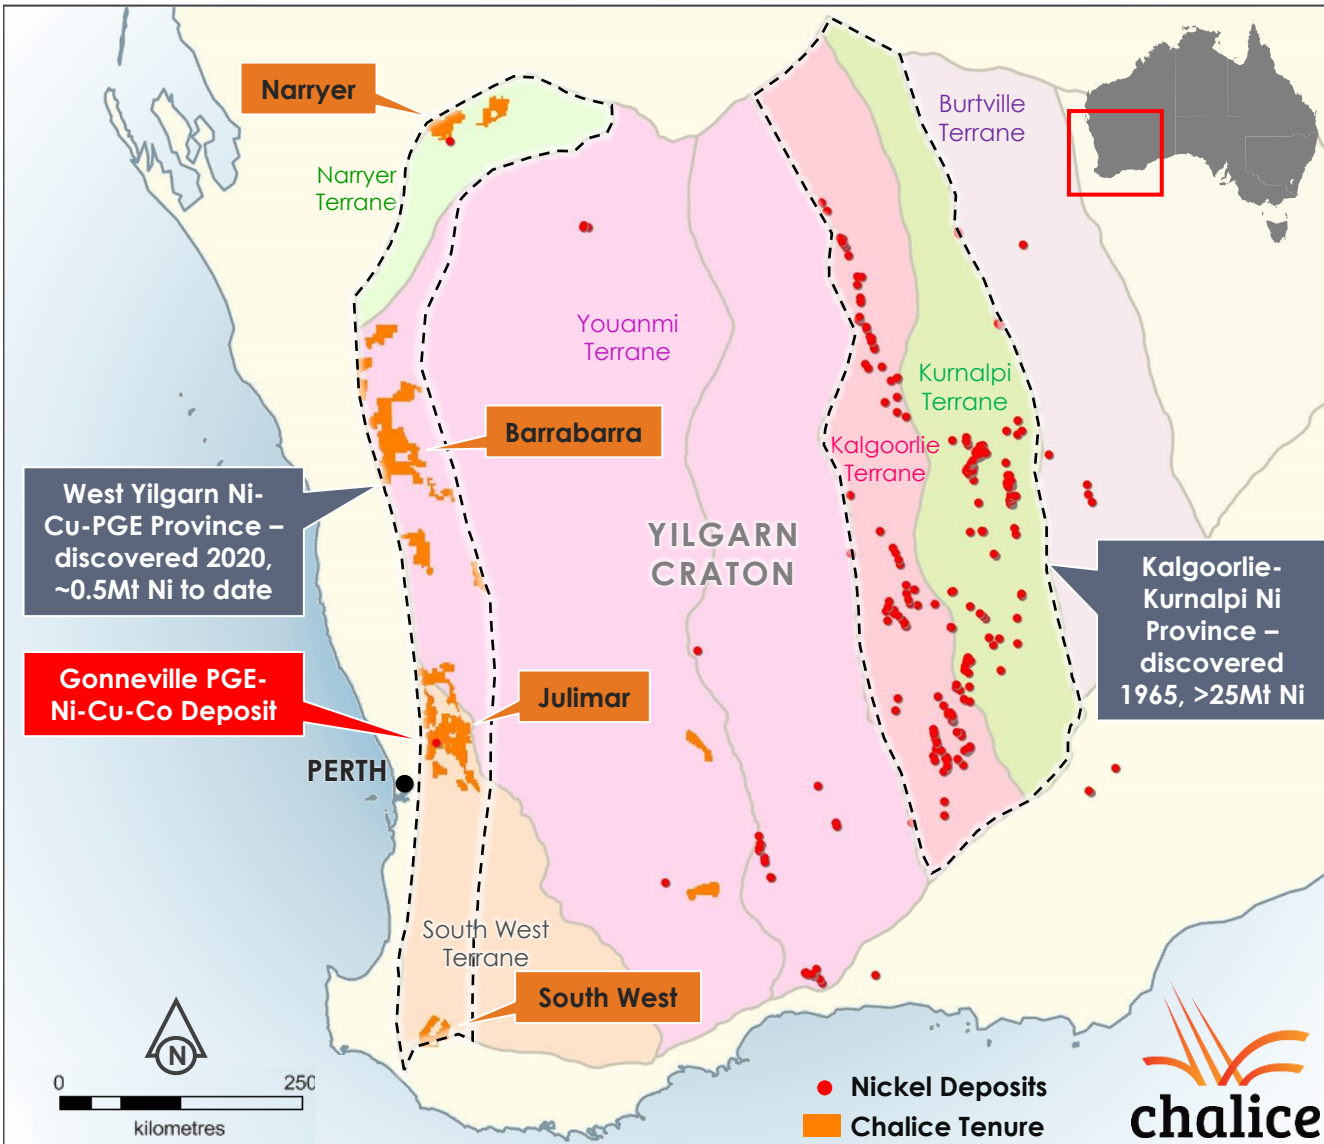 Narryer
Narryer
Terrane
Burtville
Terrane
Youanmi
Terrane
Kurnalpi
Terrane
Kalgoorlie
Terrane
Barrabarra
West Yilgarn Ni-
Cu-PGE Province –
discovered 2020,
~0.5Mt Ni to date
YILGARN
CRATON
Kalgoorlie-
Kurnalpi Ni
Province –
discovered
1965, >25Mt Ni
Gonneville PGE-
Ni-Cu-Co Deposit
Julimar
PERTH
South West
Terrane
South West
N
0 250
kilometres
Nickel Deposits
Chalice Tenure
chalice